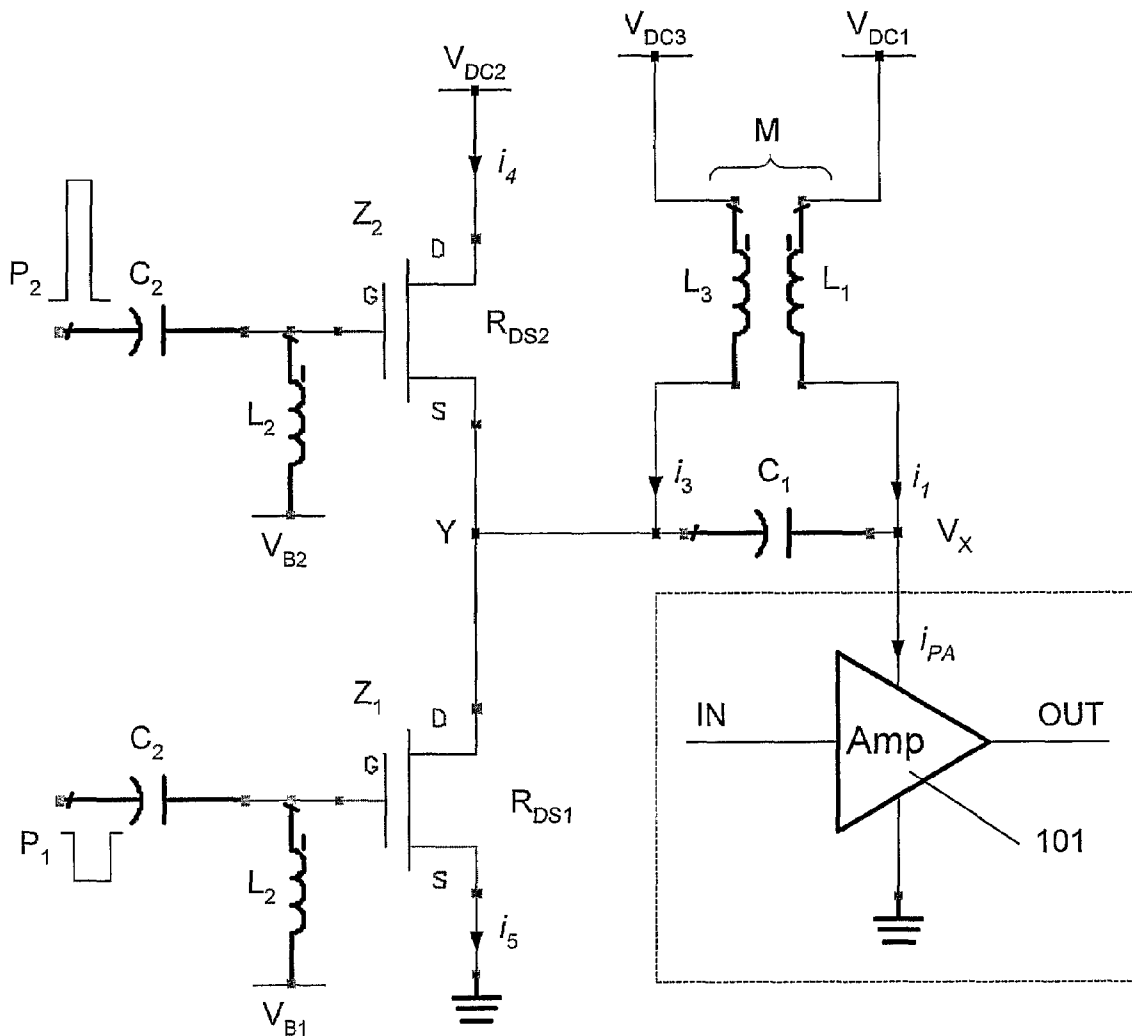 V_DC3
V_DC1
V_DC2
M
i_4
Z_2
D
P_2
C_2
G
R_DS2
L_3
L_1
S
L_2
i_3
C_1
i_1
Y
V_X
V_B2
i_PA
Z_1
D
IN
OUT
C_2
G
Amp
R_DS1
P_1
101
S
L_2
i_5
V_B1